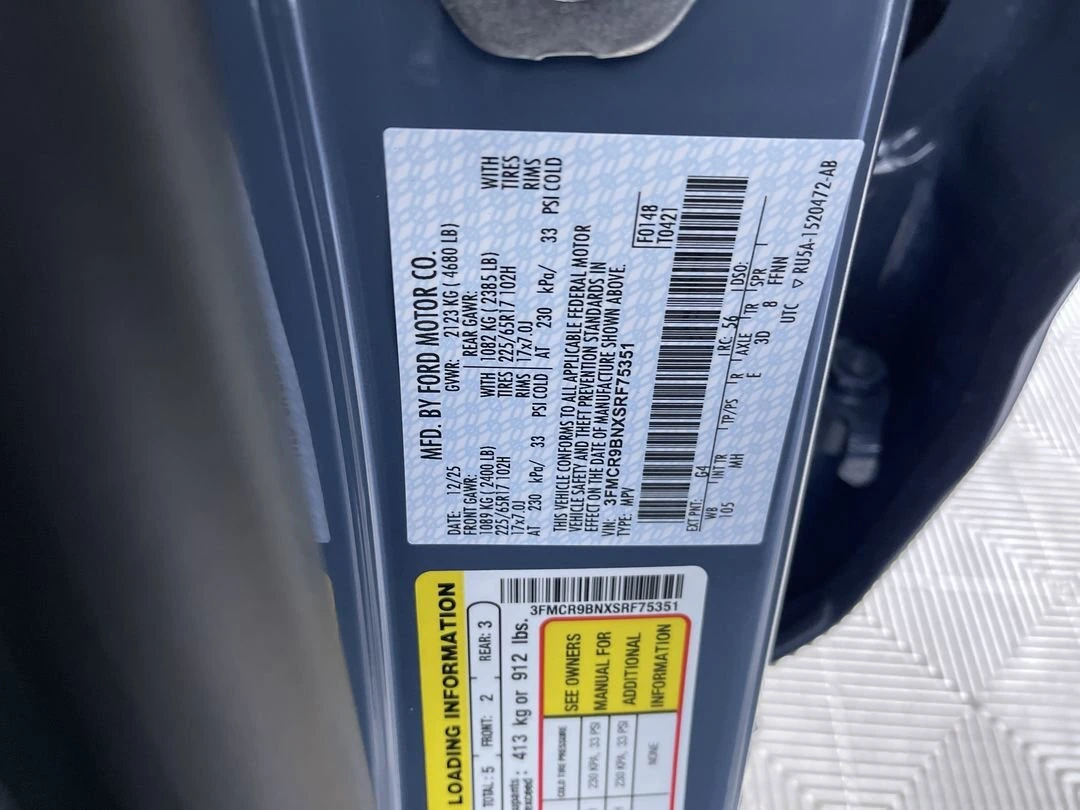 MFD. BY FORD MOTOR CO.
DATE: 12/25 GVWR: 2123 KG ( 4680 LB)
FRONT GAWR: REAR GAWR:
1089 KG ( 2400 LB) WITH 1082 KG ( 2385 LB) WITH
225/65R17 102H TIRES 225/65R17 102H TIRES
17x7.0J RIMS 17x7.0J RIMS
AT 230 kPa/ 33 PSI COLD AT 230 kPa/ 33 PSI COLD
THIS VEHICLE CONFORMS TO ALL APPLICABLE FEDERAL MOTOR
VEHICLE SAFETY AND THEFT PREVENTION STANDARDS IN
EFFECT ON THE DATE OF MANUFACTURE SHOWN ABOVE.
VIN: 3FMCR9BNXSRF75351
TYPE: MPV
F0148
T0421
EXT PNT: G4 RC: 56 DSO:
WB INT TR TP/PS R AXLE TR SPR
105 MH E 3D 8 FFNN
UTC ▽ RU5A-1520472-AB
LOADING INFORMATION
TOTAL: 5 FRONT: 2 REAR: 3
upants
exceed: 413 kg or 912 lbs.
3FMCR9BNXSRF75351
COLD TIRE PRESSURE
230 KPA, 33 PSI
230 KPA, 33 PSI
NONE
SEE OWNERS
MANUAL FOR
ADDITIONAL
INFORMATION